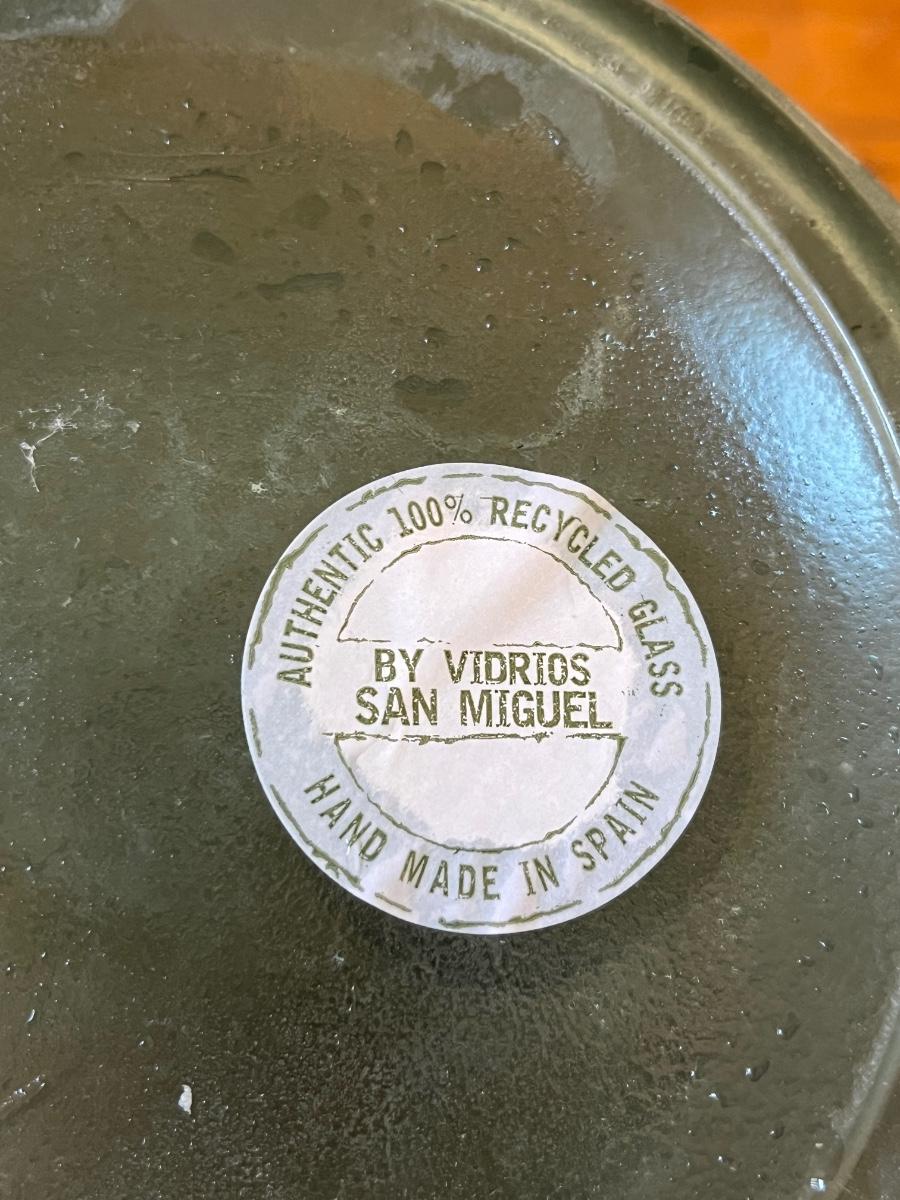 AUTHENTIC 100% RECYCLED GLASS
BY VIDRIOS
SAN MIGUEL
HAND MADE IN SPAIN